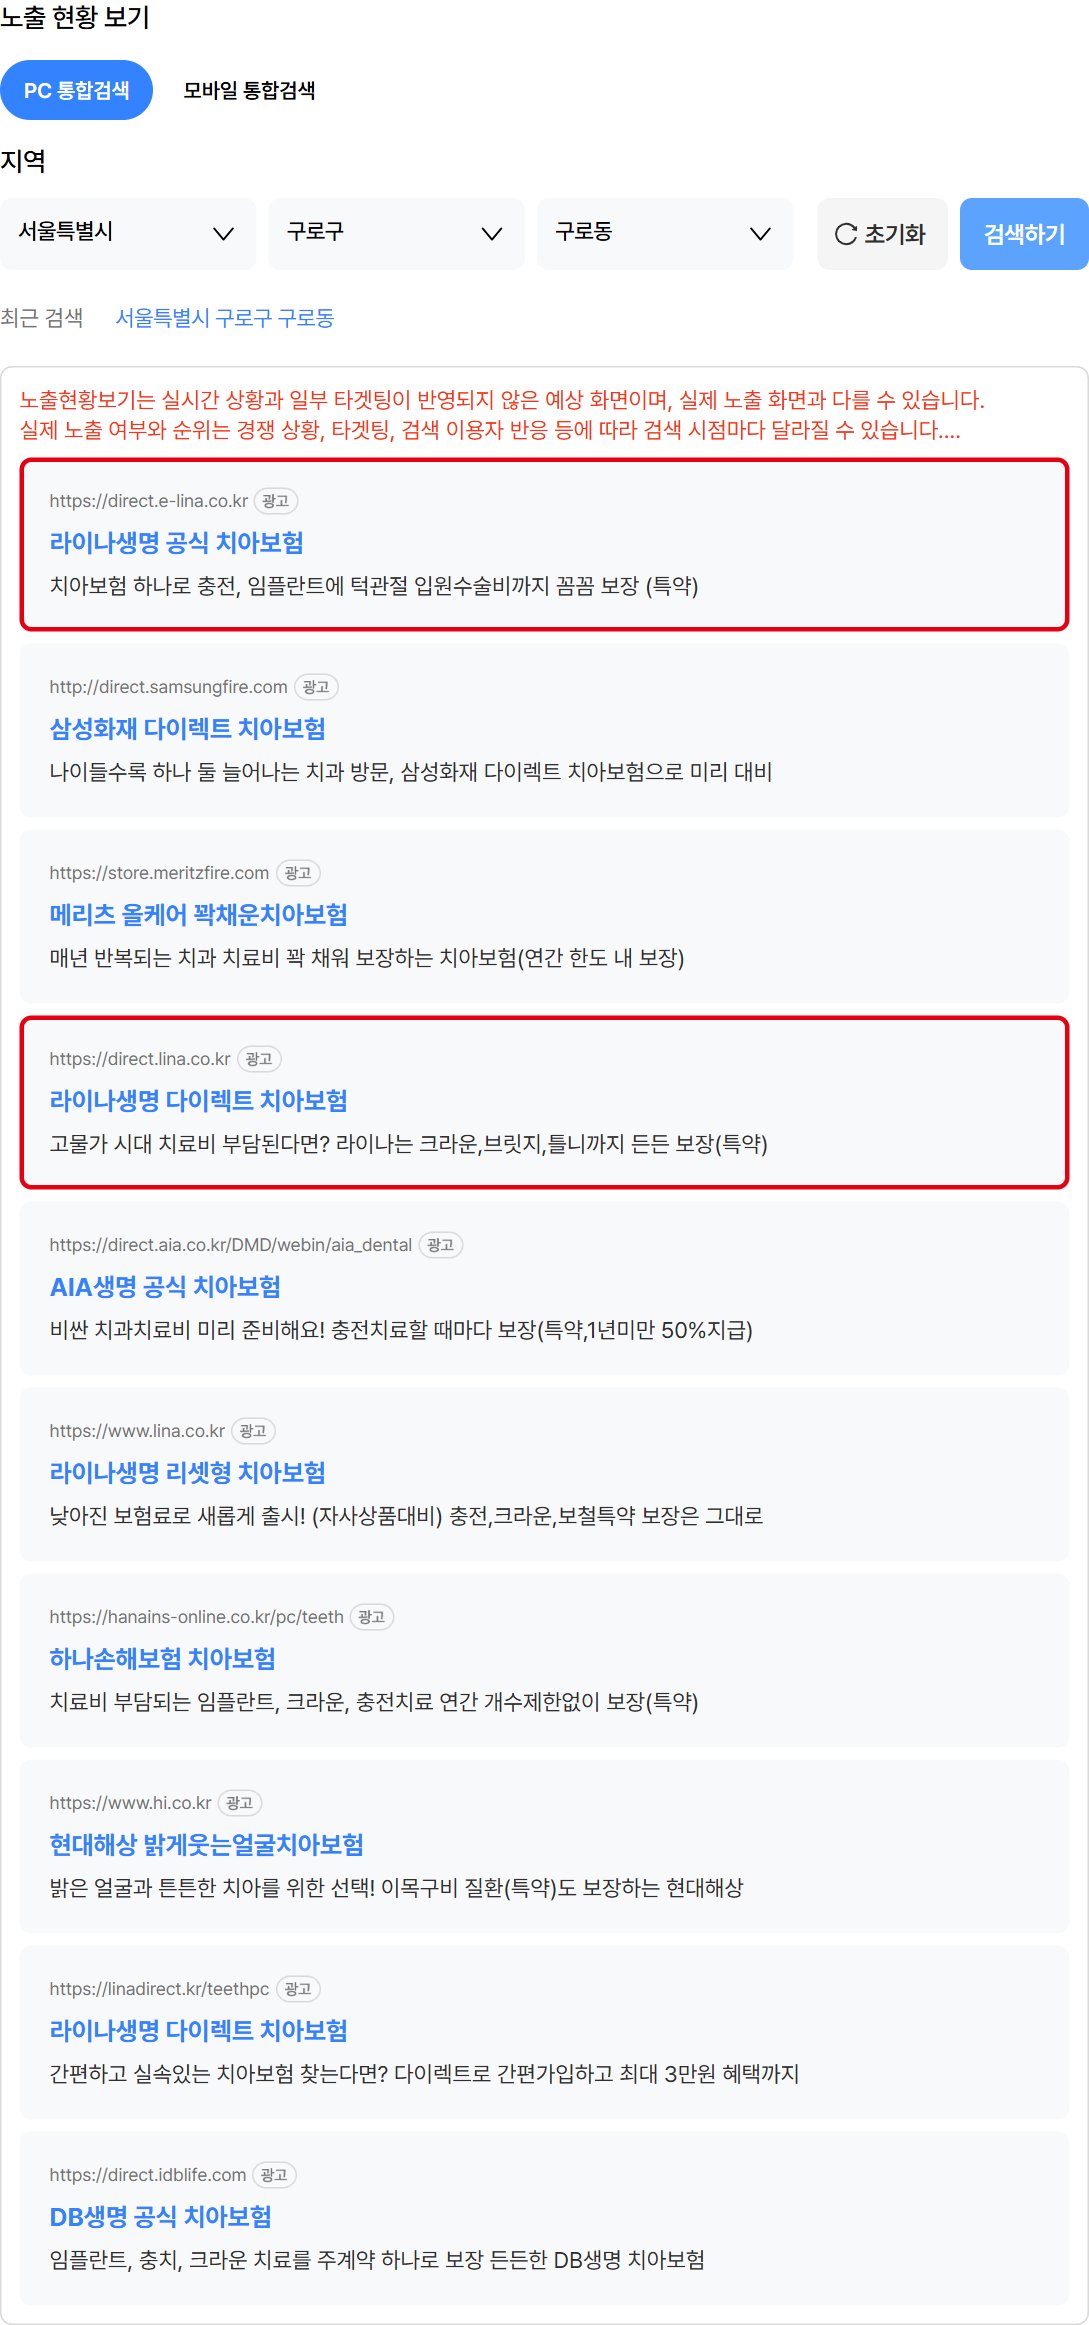 노출 현황 보기
PC 통합검색 모바일 통합검색
지역
서울특별시 구로구 구로동 초기화 검색하기
최근 검색 서울특별시 구로구 구로동
노출현황보기는 실시간 상황과 일부 타겟팅이 반영되지 않은 예상 화면이며, 실제 노출 화면과 다를 수 있습니다.
실제 노출 여부와 순위는 경쟁 상황, 타겟팅, 검색 이용자 반응 등에 따라 검색 시점마다 달라질 수 있습니다....
https://direct.e-lina.co.kr 광고
라이나생명 공식 치아보험
치아보험 하나로 충전, 임플란트에 턱관절 입원수술비까지 꼼꼼 보장 (특약)
http://direct.samsungfire.com 광고
삼성화재 다이렉트 치아보험
나이들수록 하나 둘 늘어나는 치과 방문, 삼성화재 다이렉트 치아보험으로 미리 대비
https://store.meritzfire.com 광고
메리츠 올케어 꽉채운치아보험
매년 반복되는 치과 치료비 꽉 채워 보장하는 치아보험(연간 한도 내 보장)
https://direct.lina.co.kr 광고
라이나생명 다이렉트 치아보험
고물가 시대 치료비 부담된다면? 라이나는 크라운,브릿지,틀니까지 든든 보장(특약)
https://direct.aia.co.kr/DMD/webin/aia_dental 광고
AIA생명 공식 치아보험
비싼 치과치료비 미리 준비해요! 충전치료할 때마다 보장(특약,1년미만 50%지급)
https://www.lina.co.kr 광고
라이나생명 리셋형 치아보험
낮아진 보험료로 새롭게 출시! (자사상품대비) 충전,크라운,보철특약 보장은 그대로
https://hanains-online.co.kr/pc/teeth 광고
하나손해보험 치아보험
치료비 부담되는 임플란트, 크라운, 충전치료 연간 개수제한없이 보장(특약)
https://www.hi.co.kr 광고
현대해상 밝게웃는얼굴치아보험
밝은 얼굴과 튼튼한 치아를 위한 선택! 이목구비 질환(특약)도 보장하는 현대해상
https://linadirect.kr/teethpc 광고
라이나생명 다이렉트 치아보험
간편하고 실속있는 치아보험 찾는다면? 다이렉트로 간편가입하고 최대 3만원 혜택까지
https://direct.idblife.com 광고
DB생명 공식 치아보험
임플란트, 충치, 크라운 치료를 주계약 하나로 보장 든든한 DB생명 치아보험